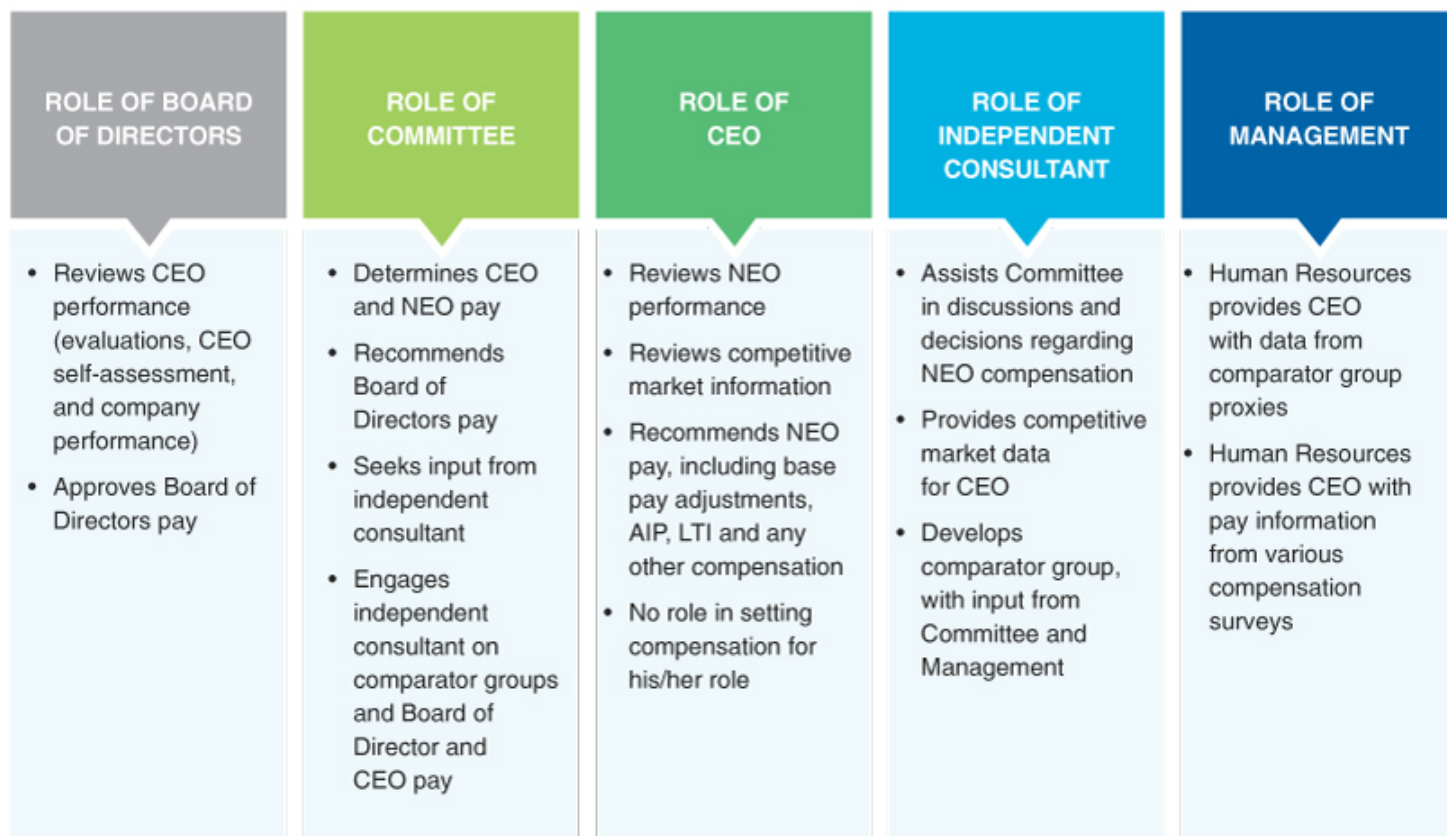 ROLE OF BOARD
OF DIRECTORS
• Reviews CEO
performance
(evaluations, CEO
self-assessment,
and company
performance)
• Approves Board of
Directors pay
ROLE OF
COMMITTEE
• Determines CEO
and NEO pay
• Recommends
Board of
Directors pay
• Seeks input from
independent
consultant
• Engages
independent
consultant on
comparator groups
and Board of
Director and
CEO pay
ROLE OF
CEO
• Reviews NEO
performance
• Reviews competitive
market information
• Recommends NEO
pay, including base
pay adjustments,
AIP, LTI and any
other compensation
• No role in setting
compensation for
his/her role
ROLE OF
INDEPENDENT
CONSULTANT
• Assists Committee
in discussions and
decisions regarding
NEO compensation
• Provides competitive
market data
for CEO
• Develops
comparator group,
with input from
Committee and
Management
ROLE OF
MANAGEMENT
• Human Resources
provides CEO
with data from
comparator group
proxies
• Human Resources
provides CEO with
pay information
from various
compensation
surveys